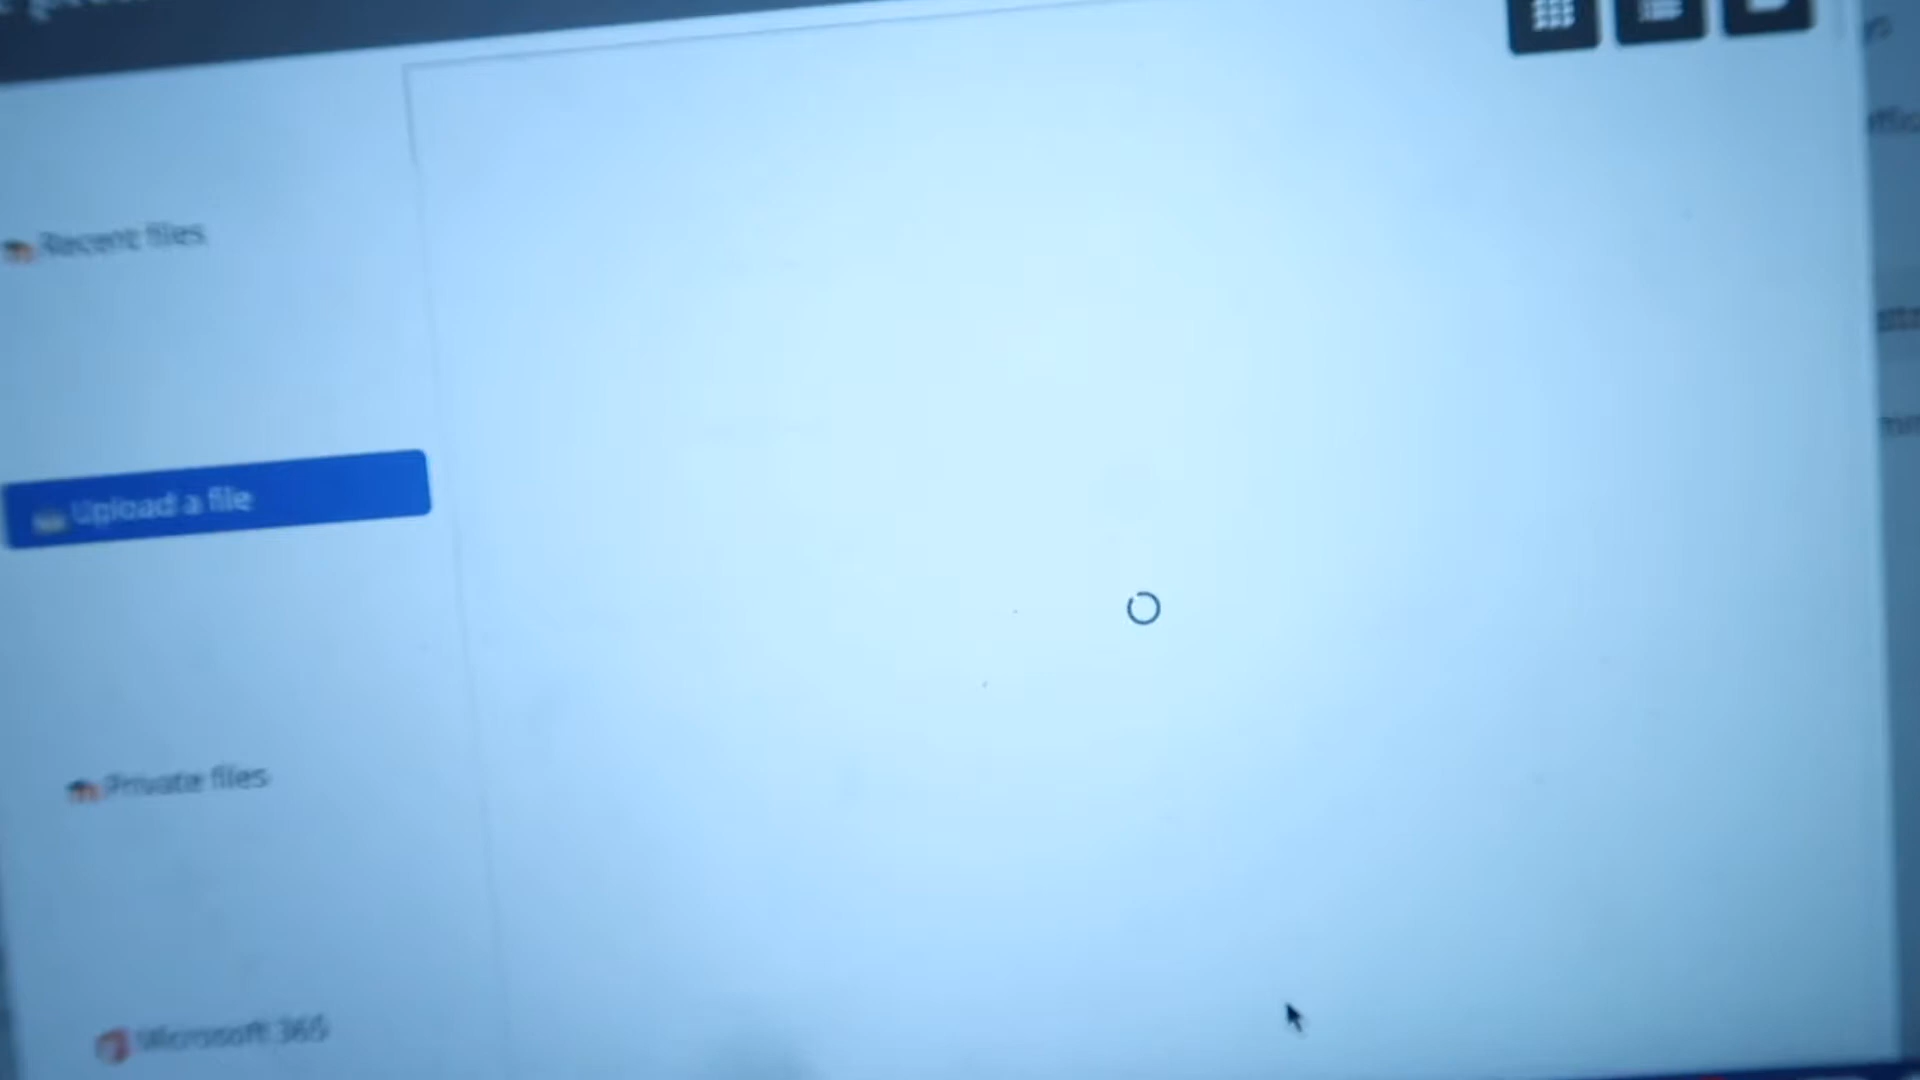 Recent files
Upload a file
Private files
Microsoft 365